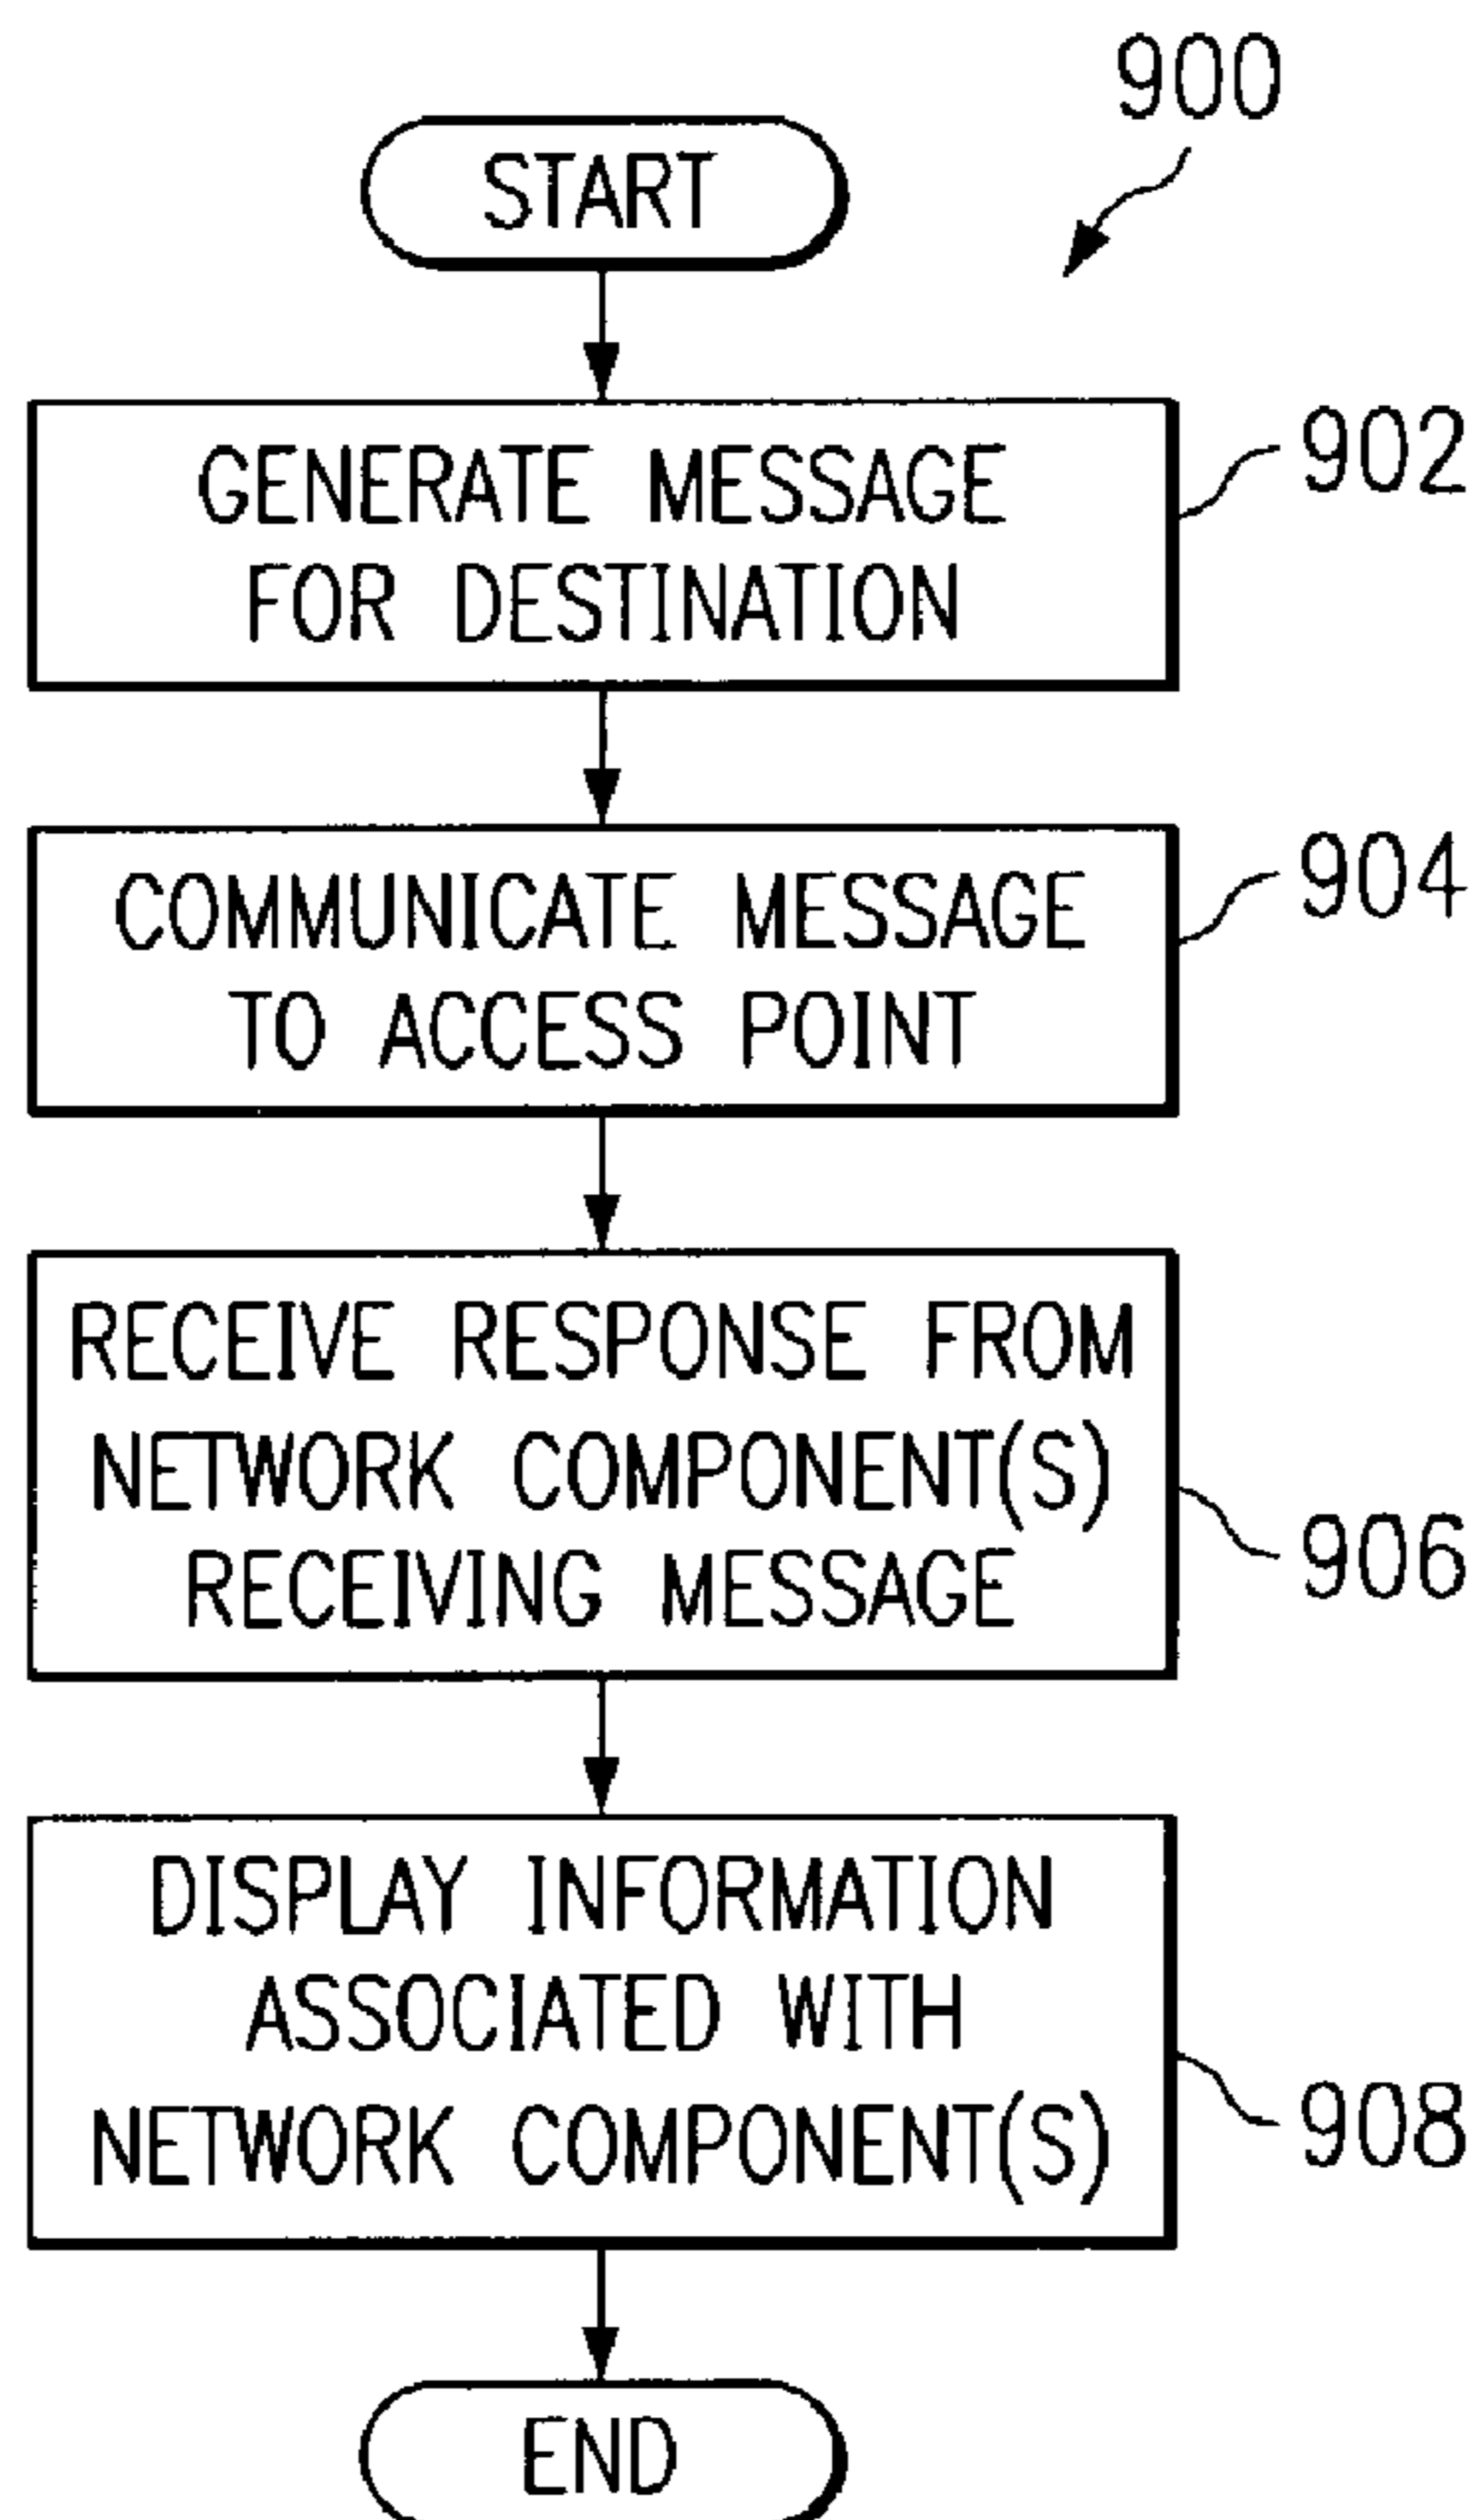 900
START
GENERATE MESSAGE
FOR DESTINATION
902
COMMUNICATE MESSAGE
TO ACCESS POINT
904
RECEIVE RESPONSE FROM
NETWORK COMPONENT(S)
RECEIVING MESSAGE
906
DISPLAY INFORMATION
ASSOCIATED WITH
NETWORK COMPONENT(S)
908
END